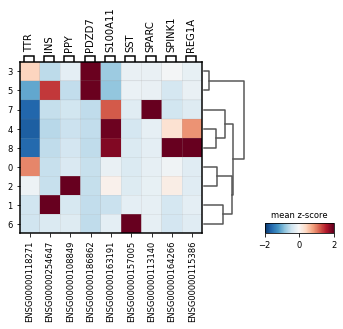 TTR INS PPY PDZD7 S100A11 SST SPARC SPINK1 REG1A
3
5
7
4
8
0
2
1
6
ENSG00000118271 ENSG00000254647 ENSG00000108849 ENSG00000186862 ENSG00000163191 ENSG00000157005 ENSG00000113140 ENSG00000164266 ENSG00000115386
mean z-score
−2 0 2